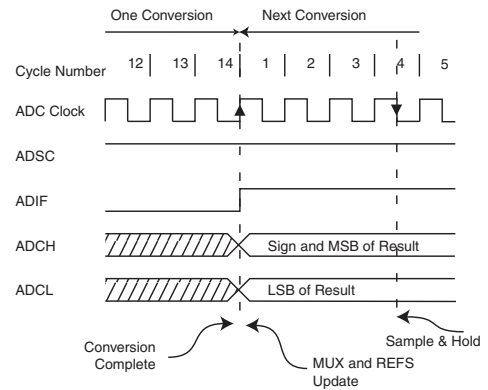 One Conversion Next Conversion
Cycle Number 12 13 14 1 2 3 4 5
ADC Clock
ADSC
ADIF
ADCH Sign and MSB of Result
ADCL LSB of Result
Conversion
Complete
MUX and REFS
Update
Sample & Hold